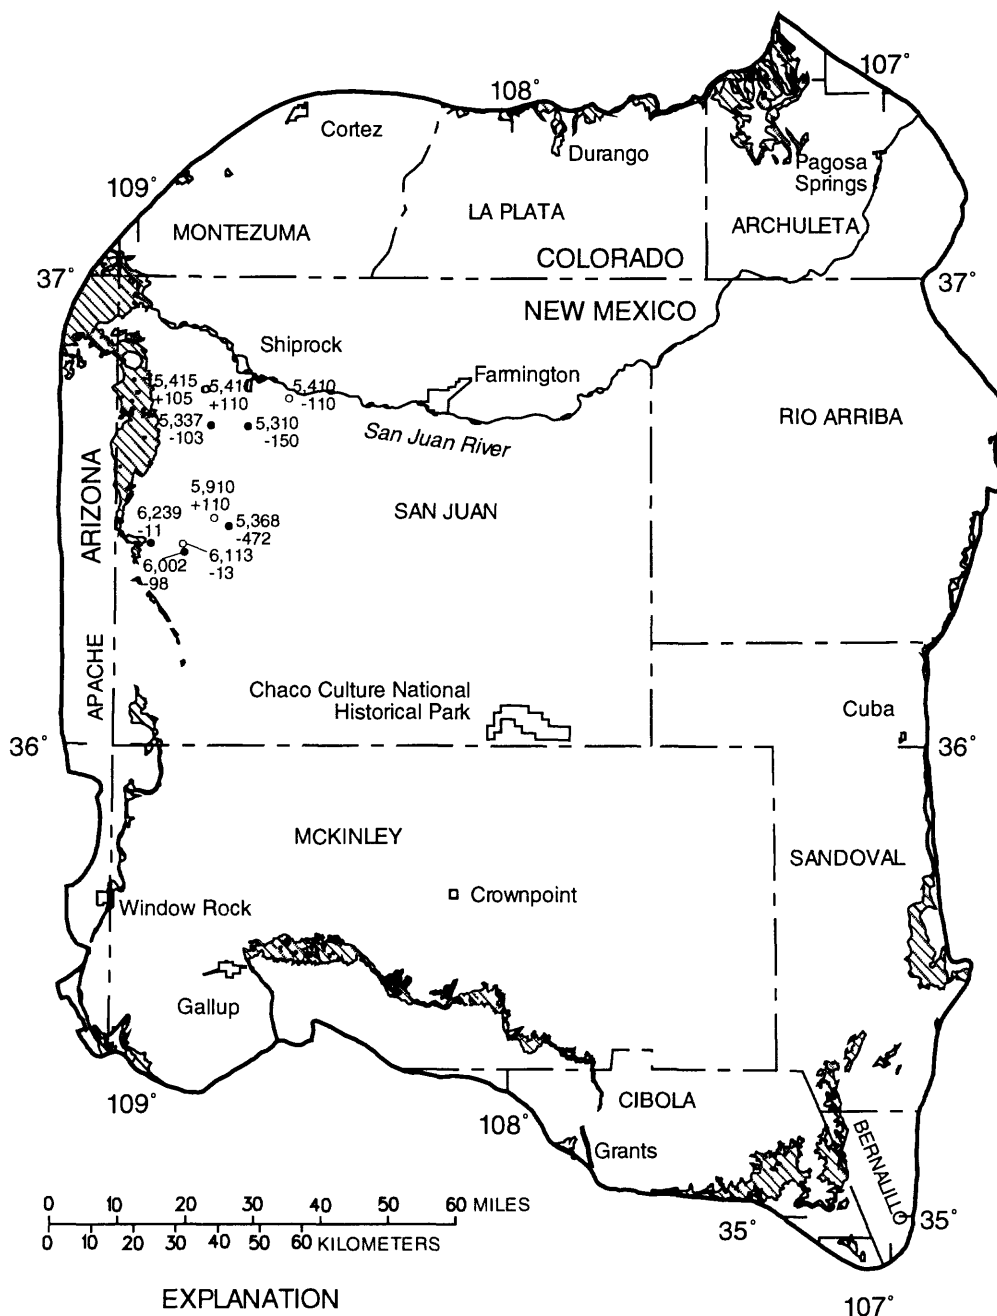 107°
108°
Cortez
Durango
Pagosa
Springs
109°
LA PLATA
MONTEZUMA
ARCHULETA
COLORADO
37°
37°
NEW MEXICO
Shiprock
Farmington
5,415
+105
5,410
-110
+110
5,337
-103
5,310
-150
San Juan River
RIO ARRIBA
ARIZONA
5,910
+110
SAN JUAN
6,239
-11
5,368
-472
6,002
-98
6,113
-13
APACHE
Chaco Culture National
Historical Park
Cuba
36°
36°
MCKINLEY
SANDOVAL
Crownpoint
Window Rock
Gallup
109°
108°
CIBOLA
Grants
BERNALILLO
35°
35°
0 10 20 30 40 50 60 MILES
0 10 20 30 40 50 60 KILOMETERS
EXPLANATION
107°